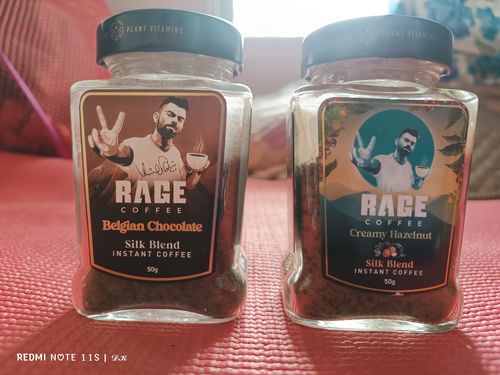 PLANT VITAMINS
RAGE
COFFEE
Belgian Chocolate
Silk Blend
INSTANT COFFEE
50g
WITH PLANT VITAMINS
RAGE
COFFEE
Creamy Hazelnut
Silk Blend
INSTANT COFFEE
50g
REDMI NOTE 11S | D.K